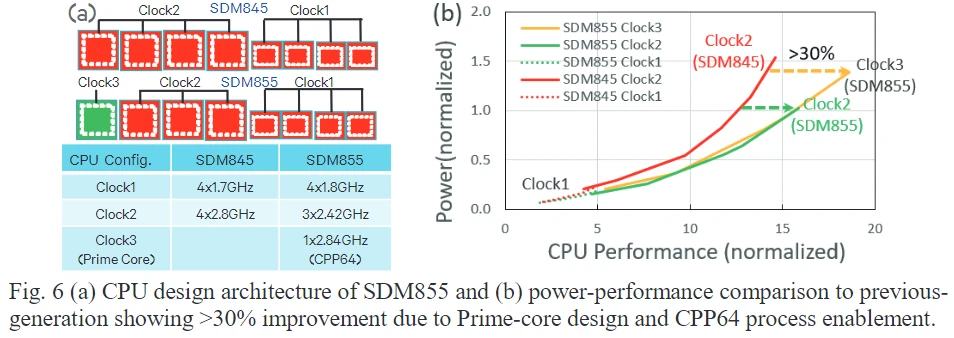 (a)
Clock2 SDM845 Clock1
Clock3 Clock2 SDM855 Clock1
CPU Config. SDM845 SDM855
Clock1 4x1.7GHz 4x1.8GHz
Clock2 4x2.8GHz 3x2.42GHz
Clock3
(Prime Core)
1x2.84GHz
(CPP64)
(b)
Power(normalized)
2.0
1.5
1.0
0.5
0.0
SDM855 Clock3
SDM855 Clock2
SDM855 Clock1
SDM845 Clock2
SDM845 Clock1
Clock2
(SDM845)
>30%
Clock3
(SDM855)
Clock2
(SDM855)
Clock1
0 5 10 15 20
CPU Performance (normalized)
Fig. 6 (a) CPU design architecture of SDM855 and (b) power-performance comparison to previous-
generation showing >30% improvement due to Prime-core design and CPP64 process enablement.